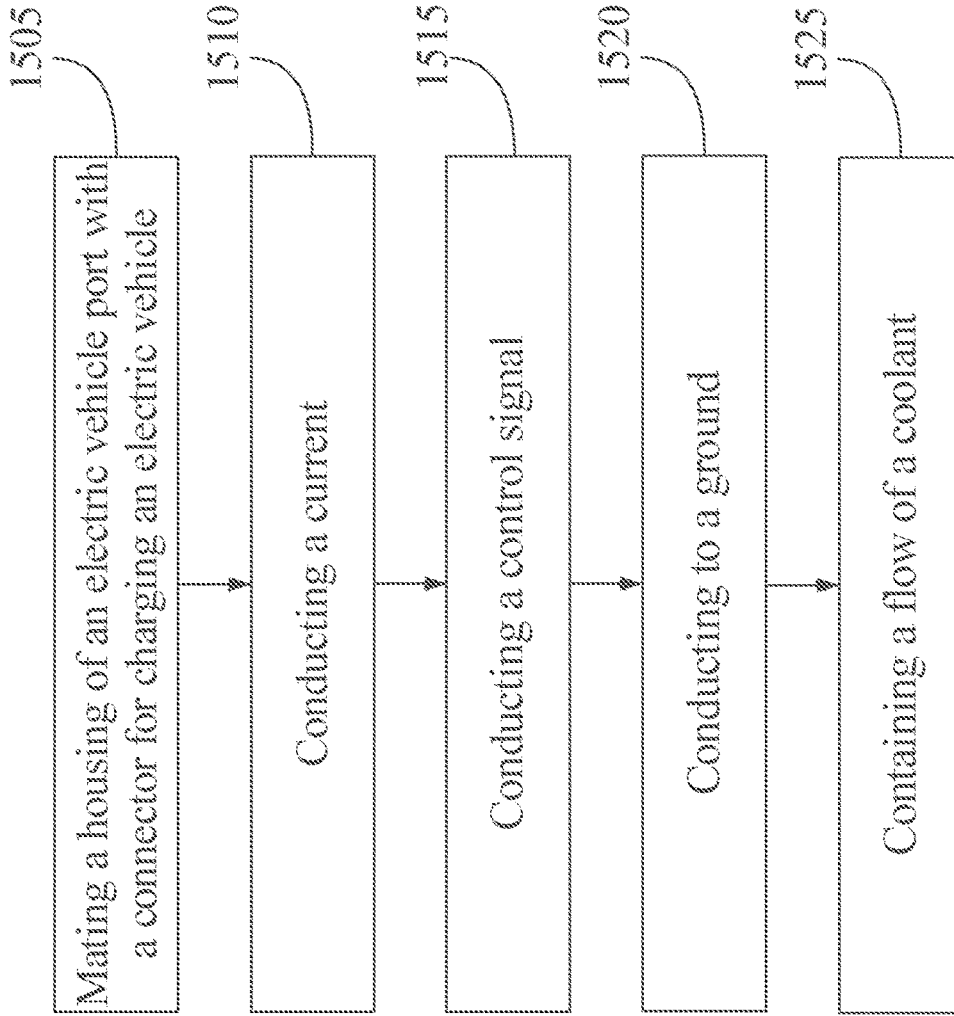 Mating a housing of an electric vehicle port with
a connector for charging an electric vehicle
1505
Conducting a current
1510
Conducting a control signal
1515
Conducting to a ground
1520
Containing a flow of a coolant
1525